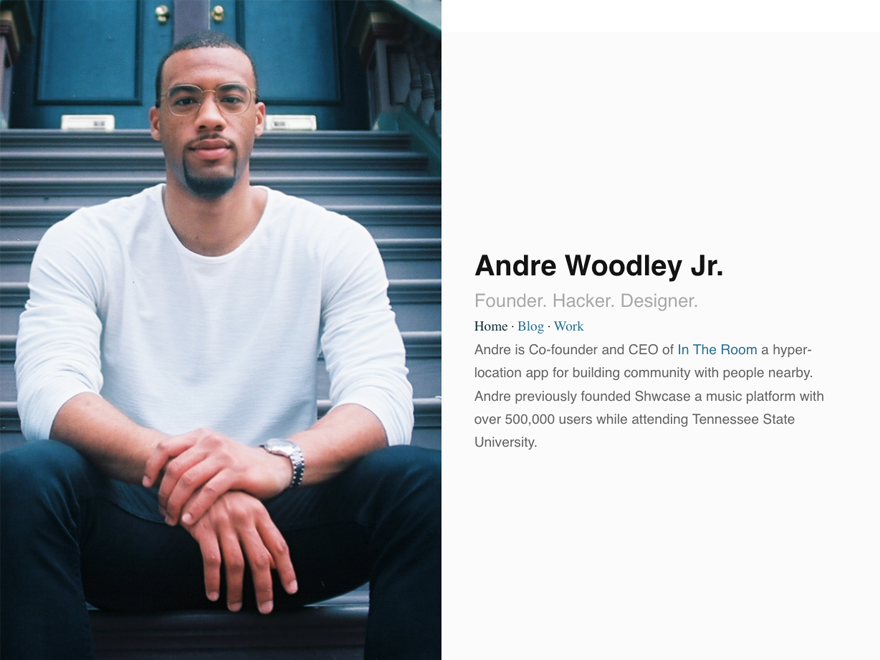 Andre Woodley Jr.
Founder. Hacker. Designer.
Home · Blog · Work
Andre is Co-founder and CEO of In The Room a hyper-
location app for building community with people nearby.
Andre previously founded Shwcase a music platform with
over 500,000 users while attending Tennessee State
University.